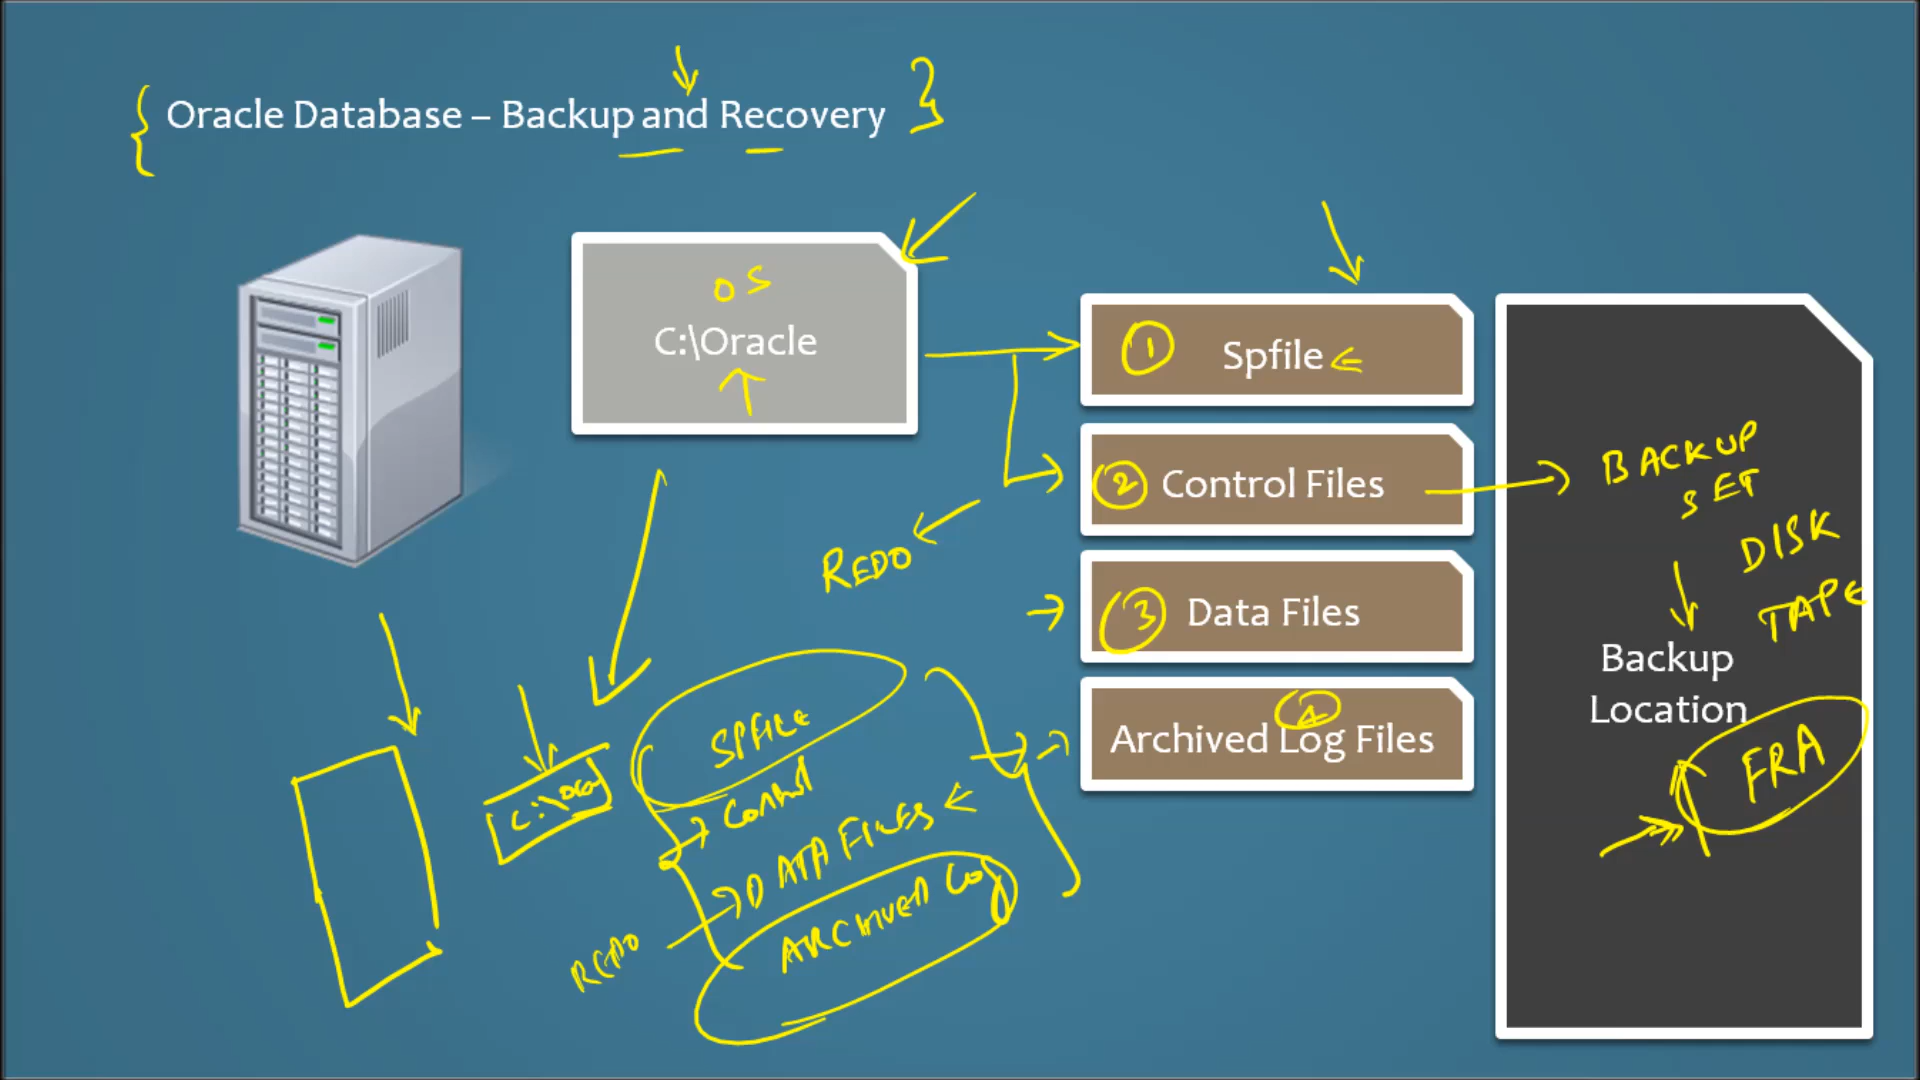 { Oracle Database – Backup and Recovery }
OS
C:\Oracle
1 Spfile
2 Control Files
3 Data Files
4
Archived Log Files
REDO
BACKUP
SET
DISK
TAPE
Backup
Location
FRA
SPFILE
Control
DATA FILES
ARCHIVED LOG
REDO